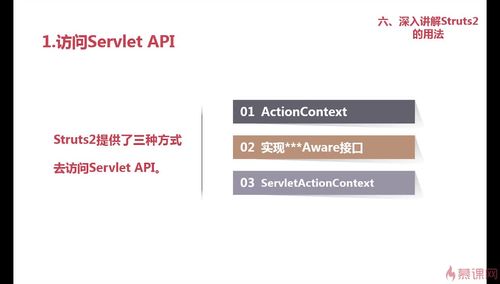 六、深入讲解Struts2
的用法
1.访问Servlet API
Struts2提供了三种方式
去访问Servlet API。
01 ActionContext
02 实现***Aware接口
03 ServletActionContext
慕课网